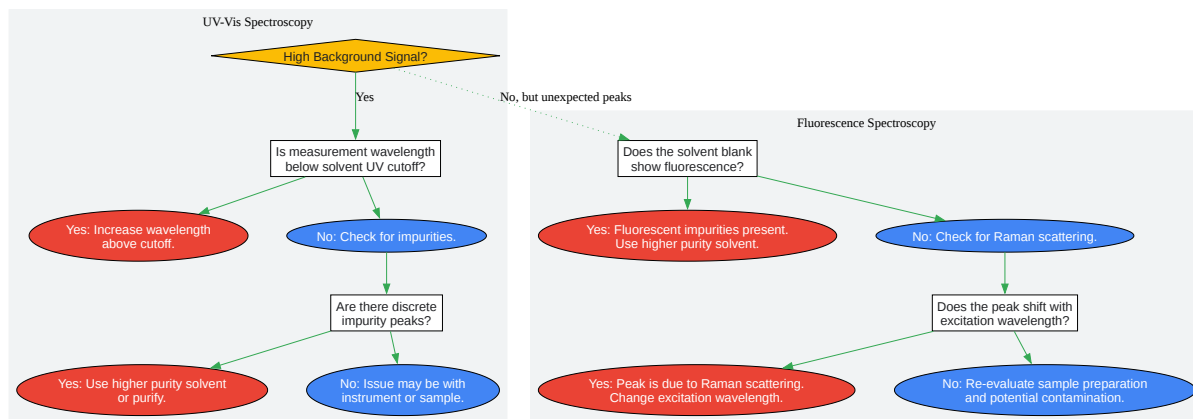 UV-Vis Spectroscopy
High Background Signal?
Yes
No, but unexpected peaks
Fluorescence Spectroscopy
Is measurement wavelength
below solvent UV cutoff?
Does the solvent blank
show fluorescence?
Yes: Increase wavelength
above cutoff.
No: Check for impurities.
Yes: Fluorescent impurities present.
Use higher purity solvent.
No: Check for Raman scattering.
Are there discrete
impurity peaks?
Does the peak shift with
excitation wavelength?
Yes: Use higher purity solvent
or purify.
No: Issue may be with
instrument or sample.
Yes: Peak is due to Raman scattering.
Change excitation wavelength.
No: Re-evaluate sample preparation
and potential contamination.